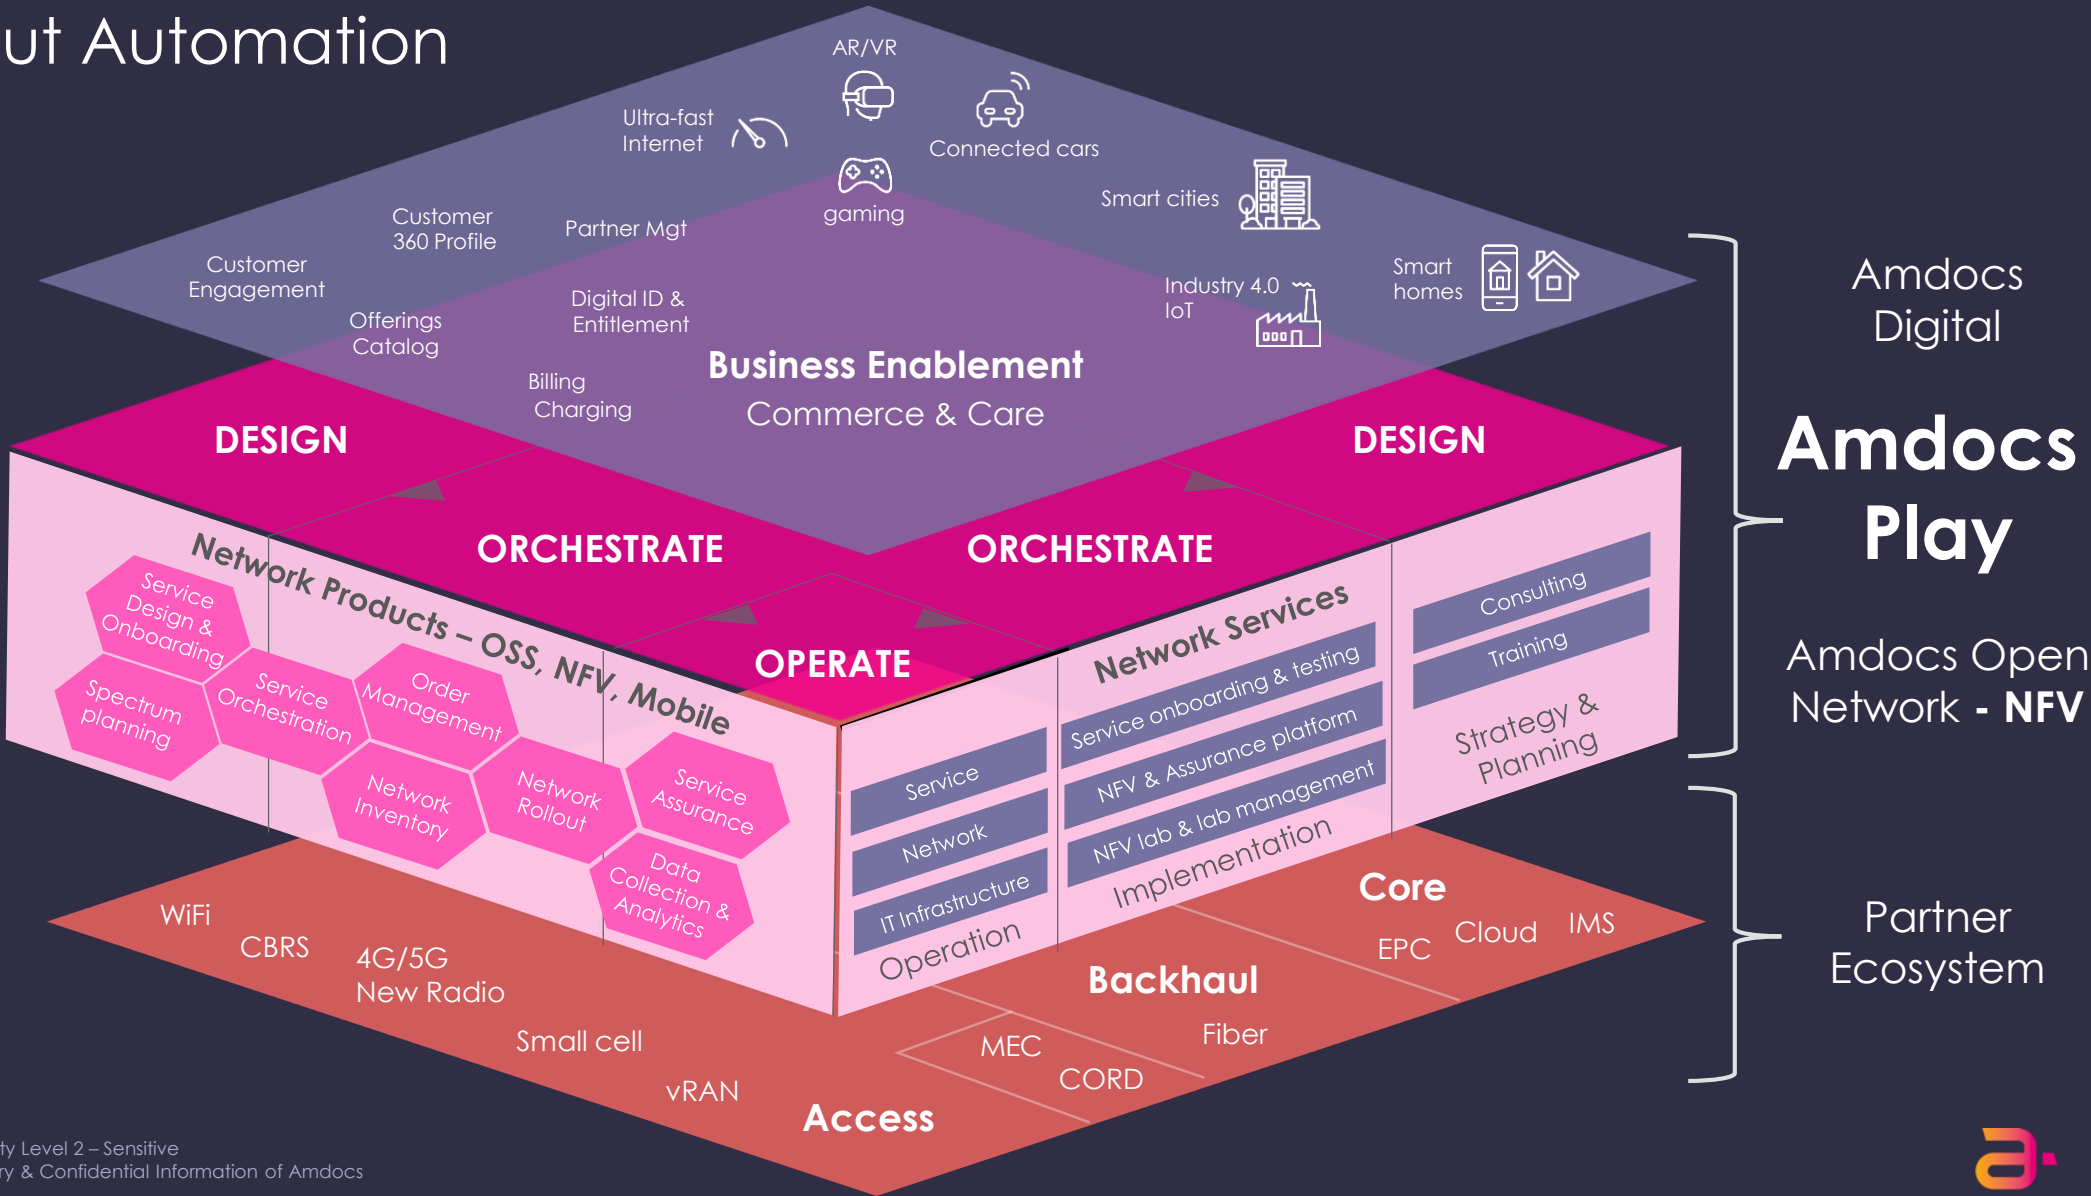 ut Automation
AR/VR
Ultra-fast
Internet
Connected cars
gaming
Smart cities
Customer
360 Profile
Partner Mgt
Customer
Engagement
Smart
homes
Industry 4.0
IoT
Digital ID &
Entitlement
Offerings
Catalog
Billing
Charging
Business Enablement
Commerce & Care
DESIGN
DESIGN
ORCHESTRATE
ORCHESTRATE
OPERATE
Network Products – OSS, NFV, Mobile
Service
Design &
Onboarding
Spectrum
planning
Service
Orchestration
Order
Management
Network
Inventory
Network
Rollout
Service
Assurance
Data
Collection &
Analytics
Network Services
Service
Network
IT Infrastructure
Operation
Service onboarding & testing
NFV & Assurance platform
NFV lab & lab management
Implementation
Consulting
Training
Strategy &
Planning
WiFi
CBRS
4G/5G
New Radio
Small cell
vRAN
Access
MEC
CORD
Backhaul
Fiber
Core
EPC
Cloud
IMS
Amdocs
Digital
Amdocs
Play
Amdocs Open
Network - NFV
Partner
Ecosystem
ty Level 2 – Sensitive
ry & Confidential Information of Amdocs